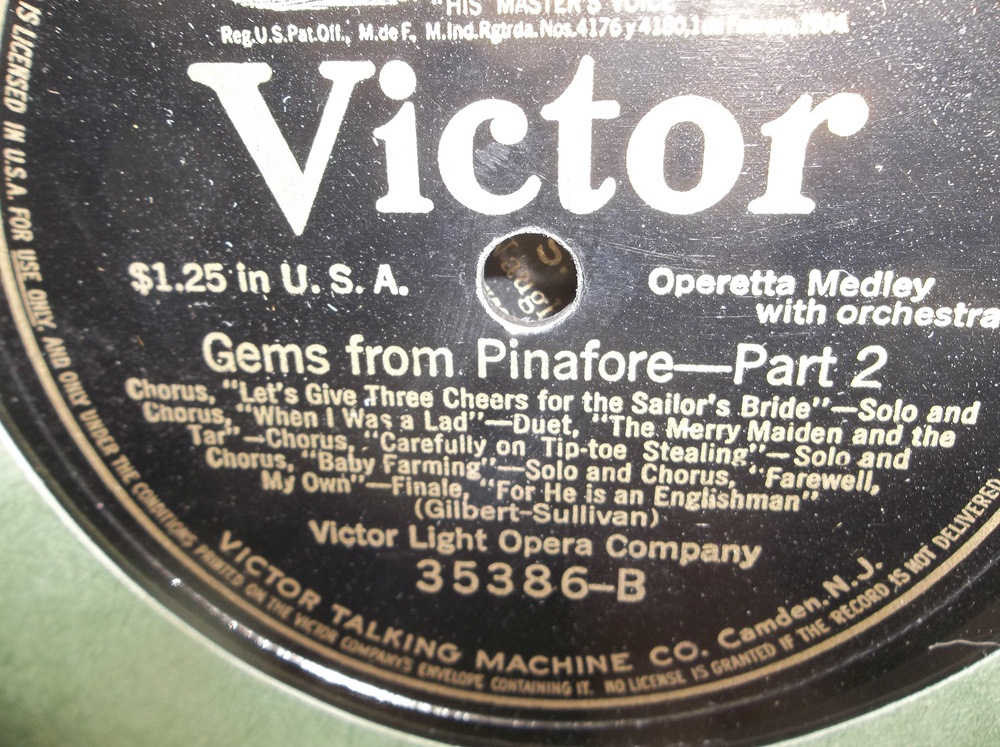 "HIS MASTER'S VOICE"
Reg.U.S.Pat.Off., M.de F., M.Ind.Rgtrda.Nos.4176 y 4180,1 de Febrero,1904
Victor
$1.25 in U. S. A.
Operetta Medley
with orchestra
Gems from Pinafore—Part 2
Chorus, "Let's Give Three Cheers for the Sailor's Bride"—Solo and
Chorus, "When I Was a Lad"—Duet, "The Merry Maiden and the
Tar"—Chorus, "Carefully on Tip-toe Stealing"—Solo and
Chorus, "Baby Farming"—Solo and Chorus, "Farewell,
My Own"—Finale, "For He is an Englishman"
(Gilbert-Sullivan)
Victor Light Opera Company
35386-B
VICTOR TALKING MACHINE CO. Camden, N. J.
IS LICENSED IN U.S.A. FOR USE ONLY, AND ONLY UNDER THE CONDITIONS PRINTED ON THE VICTOR COMPANY'S ENVELOPE CONTAINING IT. NO LICENSE IS GRANTED IF THE RECORD IS NOT DELIVERED